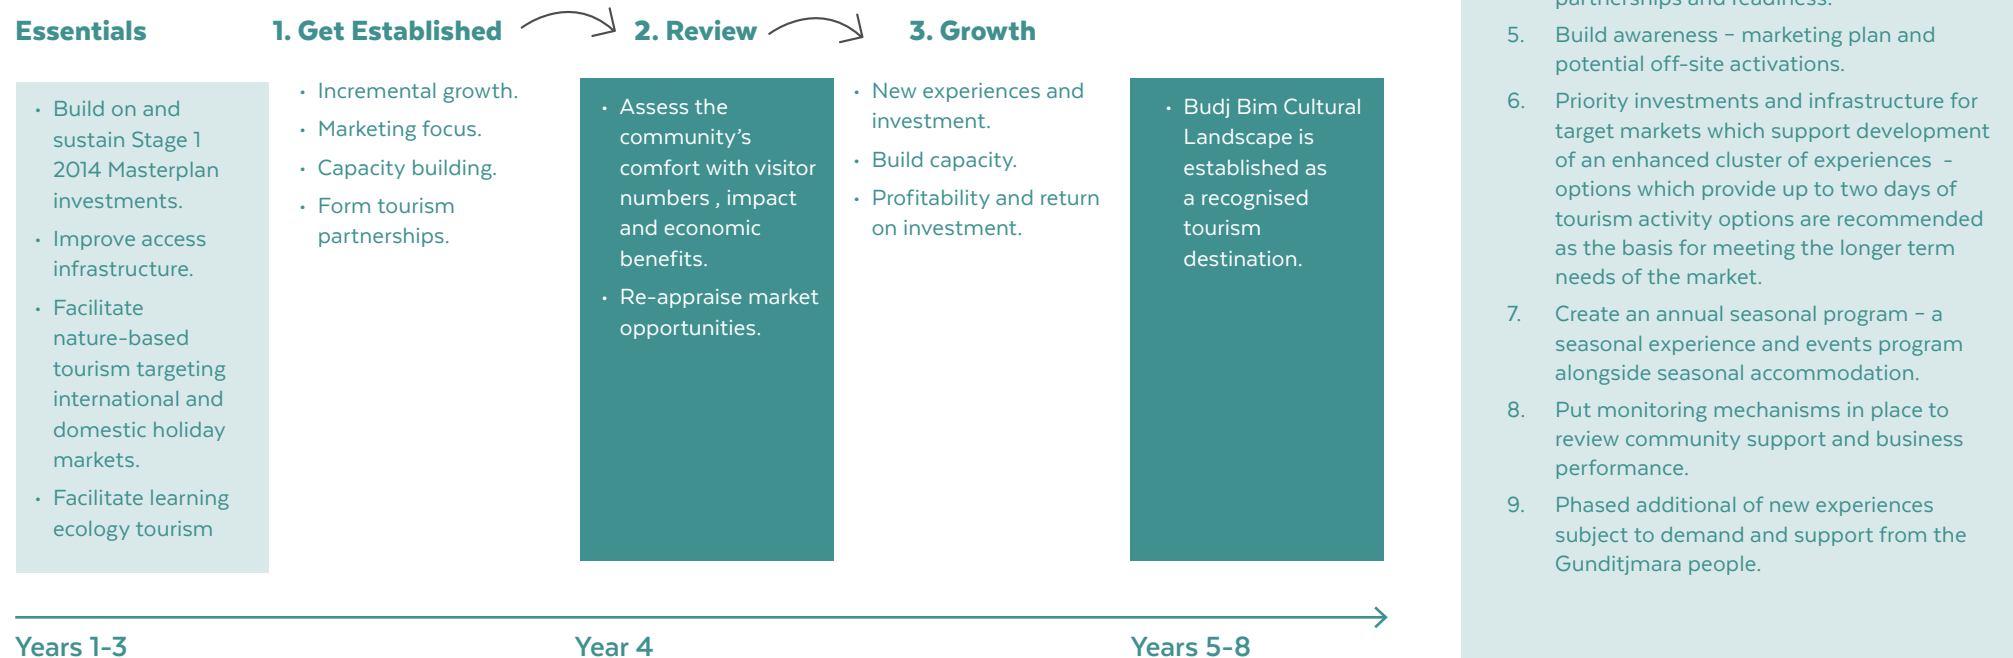 Essentials
• Build on and
sustain Stage 1
2014 Masterplan
investments.
• Improve access
infrastructure.
• Facilitate
nature-based
tourism targeting
international and
domestic holiday
markets.
• Facilitate learning
ecology tourism
1. Get Established
• Incremental growth.
• Marketing focus.
• Capacity building.
• Form tourism
partnerships.
2. Review
• Assess the
community’s
comfort with visitor
numbers , impact
and economic
benefits.
• Re-appraise market
opportunities.
3. Growth
• New experiences and
investment.
• Build capacity.
• Profitability and return
on investment.
• Budj Bim Cultural
Landscape is
established as
a recognised
tourism
destination.
Years 1-3
Year 4
Years 5-8
partnerships and readiness.
5. Build awareness – marketing plan and
potential off-site activations.
6. Priority investments and infrastructure for
target markets which support development
of an enhanced cluster of experiences -
options which provide up to two days of
tourism activity options are recommended
as the basis for meeting the longer term
needs of the market.
7. Create an annual seasonal program – a
seasonal experience and events program
alongside seasonal accommodation.
8. Put monitoring mechanisms in place to
review community support and business
performance.
9. Phased additional of new experiences
subject to demand and support from the
Gunditjmara people.